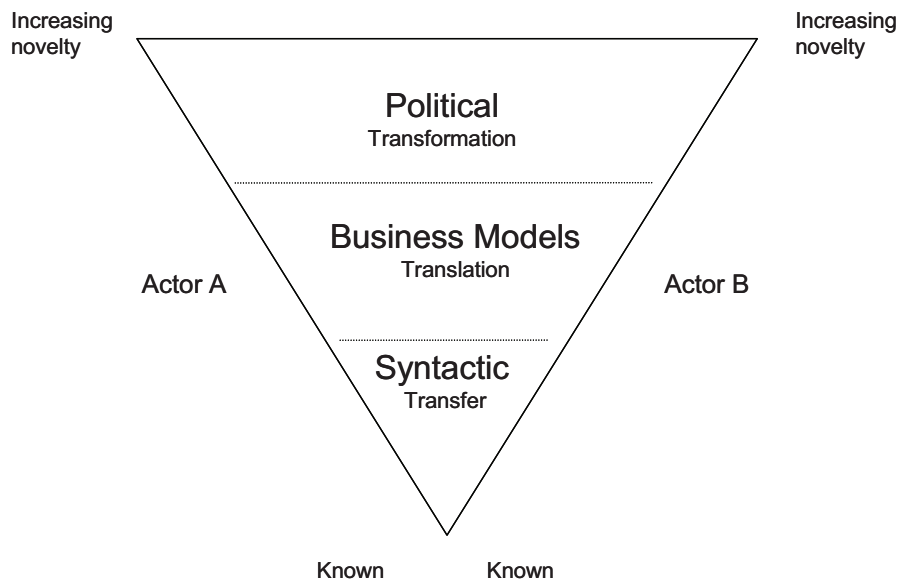 Increasing
novelty
Increasing
novelty
Political
Transformation
Business Models
Translation
Actor A
Actor B
Syntactic
Transfer
Known
Known